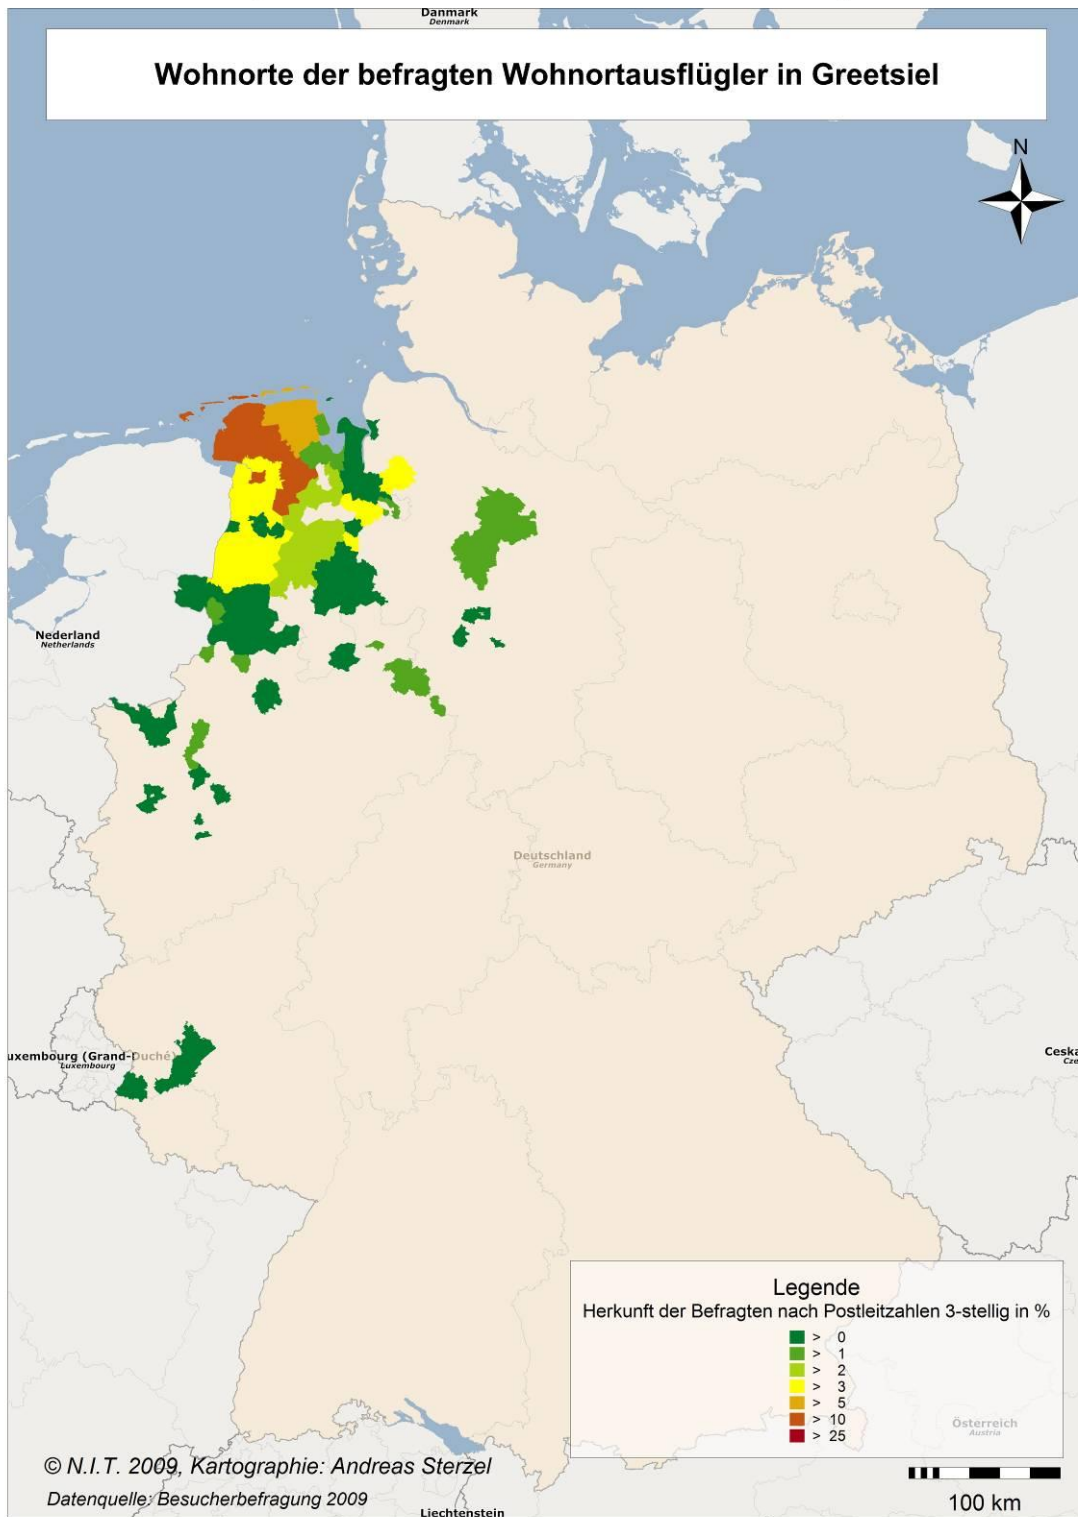 Danmark
Denmark
Wohnorte der befragten Wohnortausflügler in Greetsiel
N
Nederland
Netherlands
Deutschland
Germany
uxembourg (Grand-Duché)
Luxembourg
Ceska
Cze
Legende
Herkunft der Befragten nach Postleitzahlen 3-stellig in %
> 0
> 1
> 2
> 3
> 5
> 10
> 25
Österreich
Austria
© N.I.T. 2009, Kartographie: Andreas Sterzel
Datenquelle: Besucherbefragung 2009
100 km
Liechtenstein